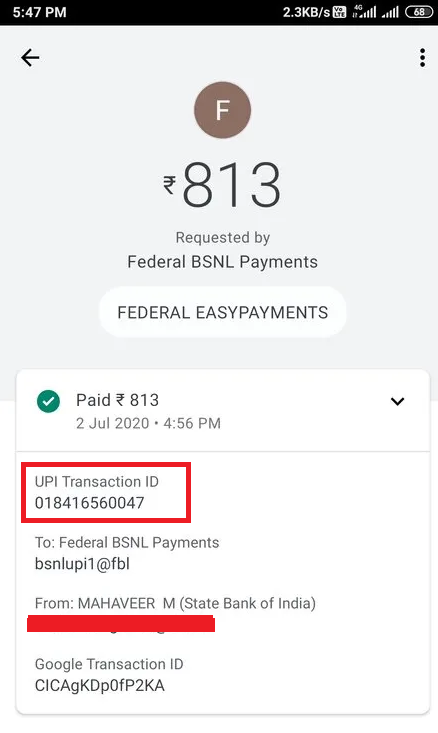 5:47 PM
2.3KB/s Vo LTE 4G 68
F
₹813
Requested by
Federal BSNL Payments
FEDERAL EASYPAYMENTS
Paid ₹ 813
2 Jul 2020 • 4:56 PM
UPI Transaction ID
018416560047
To: Federal BSNL Payments
bsnlupi1@fbl
From: MAHAVEER M (State Bank of India)
Google Transaction ID
CICAgKDp0fP2KA